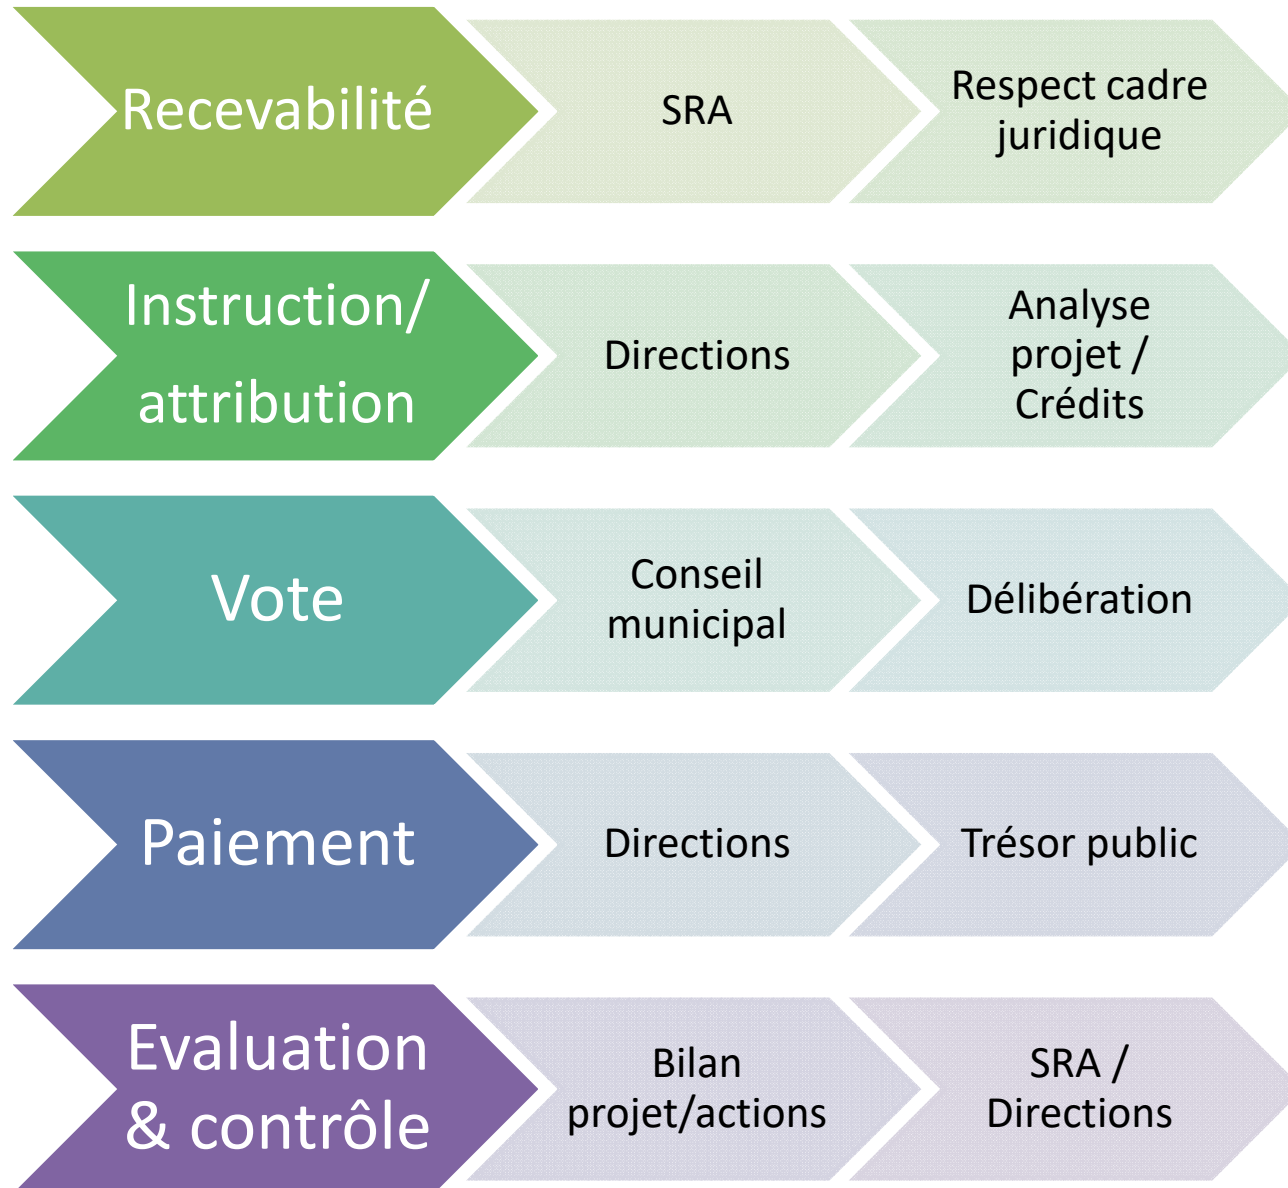 Recevabilité
SRA
Respect cadre
juridique
Instruction/
attribution
Directions
Analyse
projet /
Crédits
Vote
Conseil
municipal
Délibération
Paiement
Directions
Trésor public
Evaluation
& contrôle
Bilan
projet/actions
SRA /
Directions